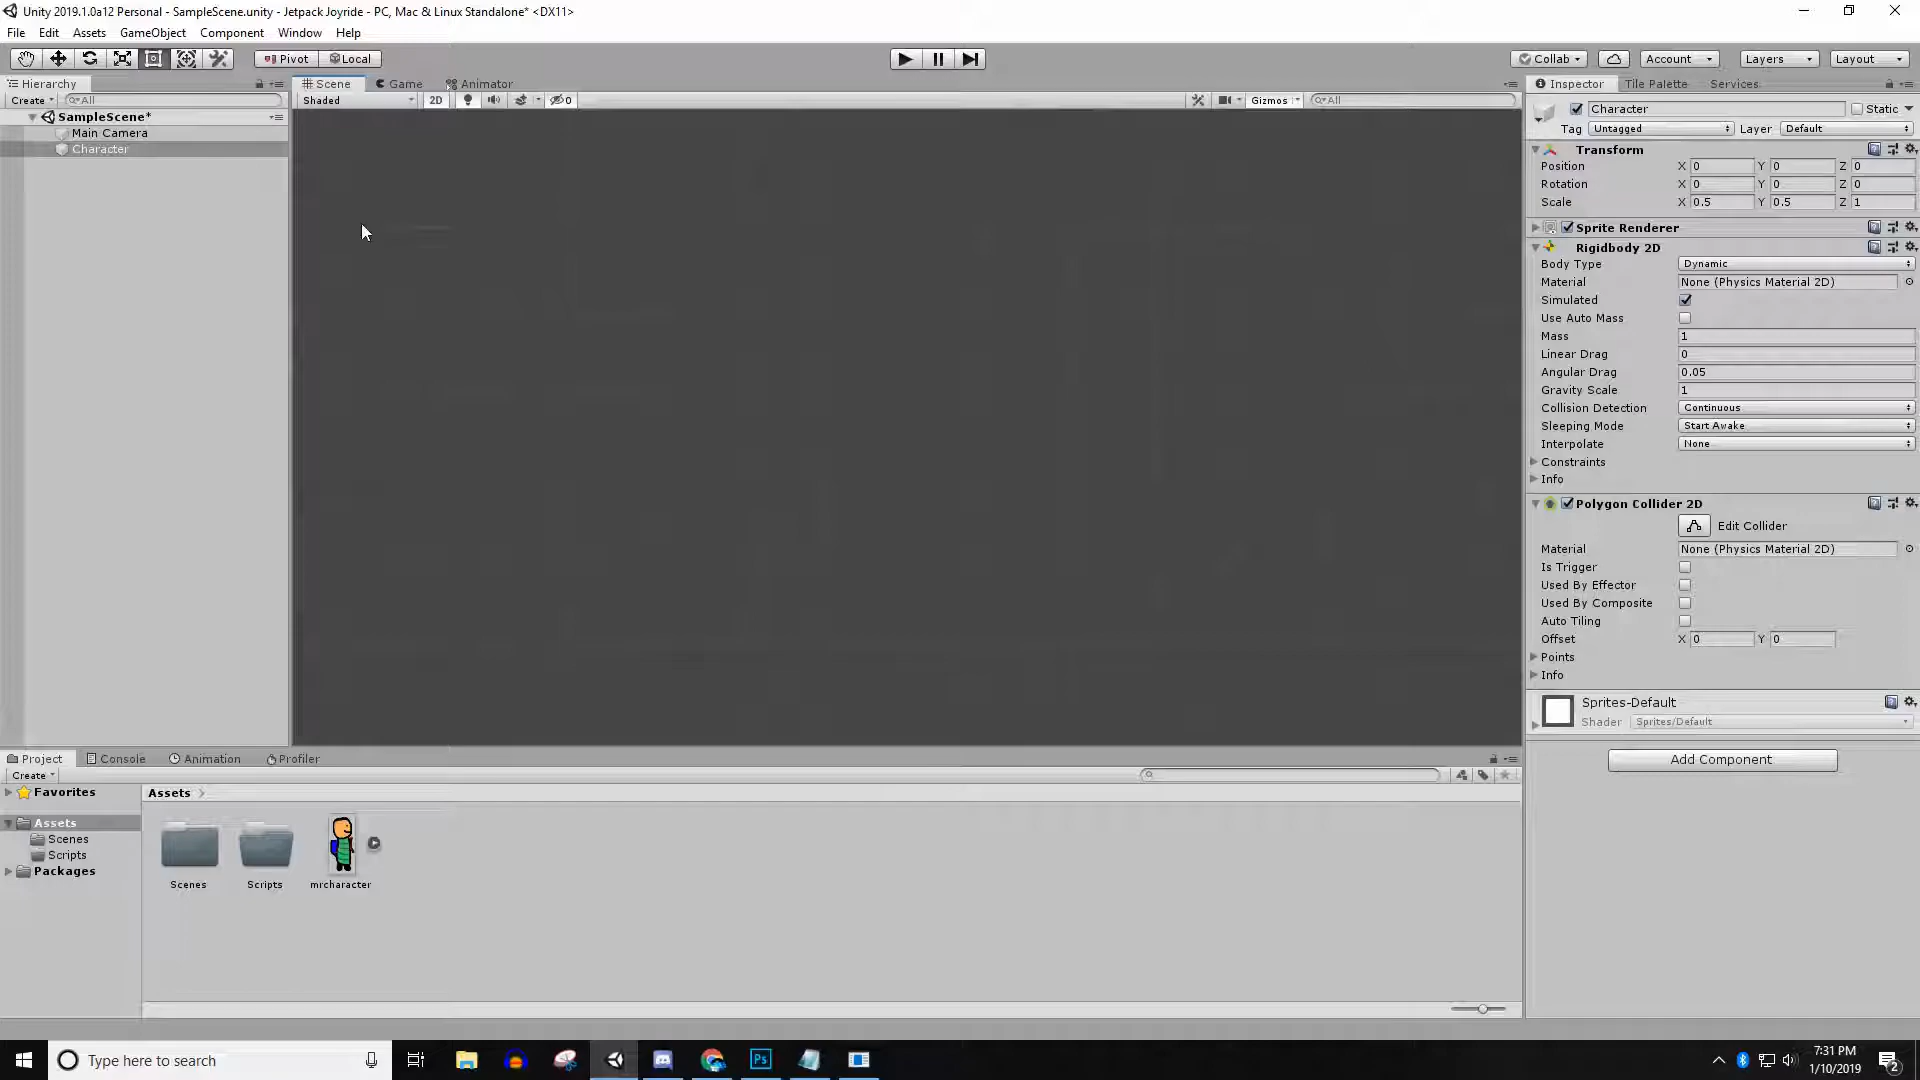 Unity 2019.1.0a12 Personal - SampleScene.unity - Jetpack Joyride - PC, Mac & Linux Standalone* <DX11>
File Edit Assets GameObject Component Window Help
Pivot Local Collab Account Layers Layout
Hierarchy Scene Game Animator Inspector Tile Palette Services
Create All Shaded 2D 0 Gizmos All
SampleScene*
Main Camera
Character
Character Static
Tag Untagged Layer Default
Transform
Position X 0 Y 0 Z 0
Rotation X 0 Y 0 Z 0
Scale X 0.5 Y 0.5 Z 1
Sprite Renderer
Rigidbody 2D
Body Type Dynamic
Material None (Physics Material 2D)
Simulated
Use Auto Mass
Mass 1
Linear Drag 0
Angular Drag 0.05
Gravity Scale 1
Collision Detection Continuous
Sleeping Mode Start Awake
Interpolate None
Constraints
Info
Polygon Collider 2D
Edit Collider
Material None (Physics Material 2D)
Is Trigger
Used By Effector
Used By Composite
Auto Tiling
Offset X 0 Y 0
Points
Info
Sprites-Default
Shader Sprites/Default
Add Component
Project Console Animation Profiler
Create
Favorites
Assets
Scenes
Scripts
Packages
Assets
Scenes Scripts mrcharacter
Type here to search
Ps
7:31 PM
1/10/2019
2